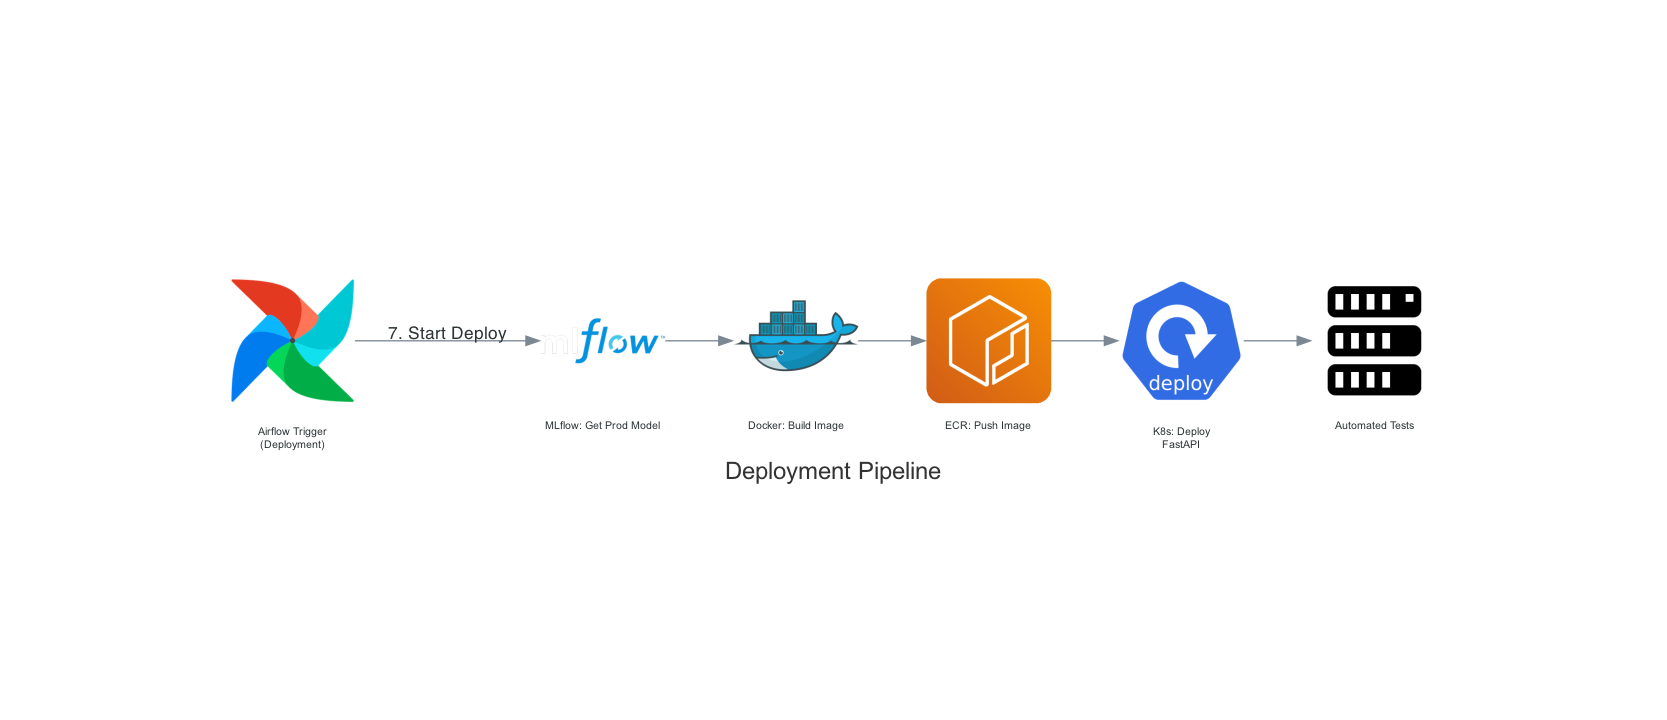 7. Start Deploy
mlflow™
deploy
Airflow Trigger
(Deployment)
MLflow: Get Prod Model
Docker: Build Image
ECR: Push Image
K8s: Deploy
FastAPI
Automated Tests
Deployment Pipeline